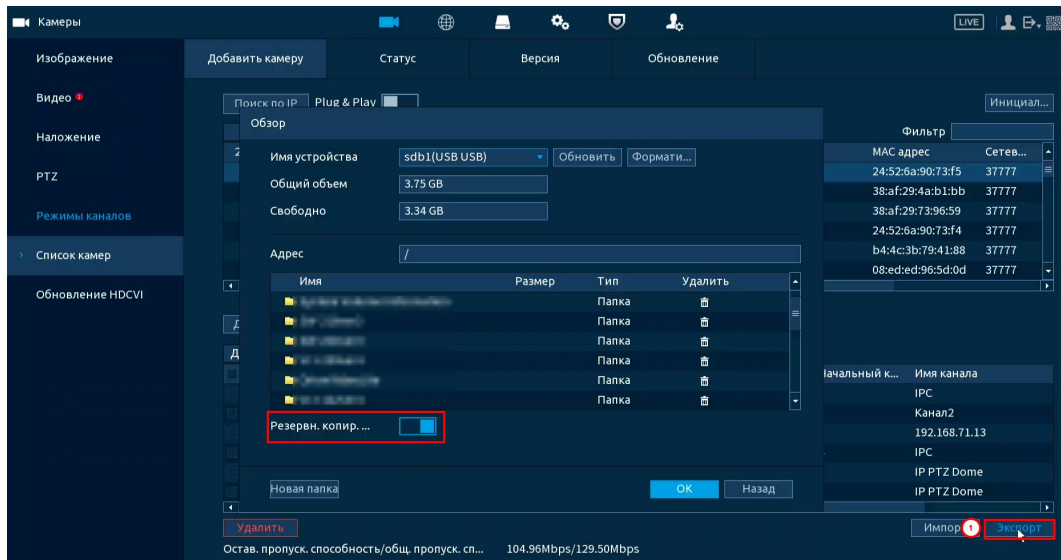 Камеры
LIVE
Изображение
Видео
Наложение
PTZ
Режимы каналов
Список камер
Обновление HDCVI
Добавить камеру Статус Версия Обновление
Поиск по IP Plug & Play Инициал...
Фильтр
МАС адрес Сетев...
24:52:6a:90:73:f5 37777
38:af:29:4a:b1:bb 37777
38:af:29:73:96:59 37777
24:52:6a:90:73:f4 37777
b4:4c:3b:79:41:88 37777
08:ed:ed:96:5d:0d 37777
Обзор
Имя устройства sdb1(USB USB) Обновить Формати...
Общий объем 3.75 GB
Свободно 3.34 GB
Адрес /
Имя Размер Тип Удалить
Папка
Папка
Папка
Папка
Папка
Папка
Резервн. копир. ...
Новая папка OK Назад
Имя канала
IPC
Канал2
192.168.71.13
IPC
IP PTZ Dome
IP PTZ Dome
Удалить Импор 1 Экспорт
Остав. пропуск. способность/общ. пропуск. сп... 104.96Mbps/129.50Mbps